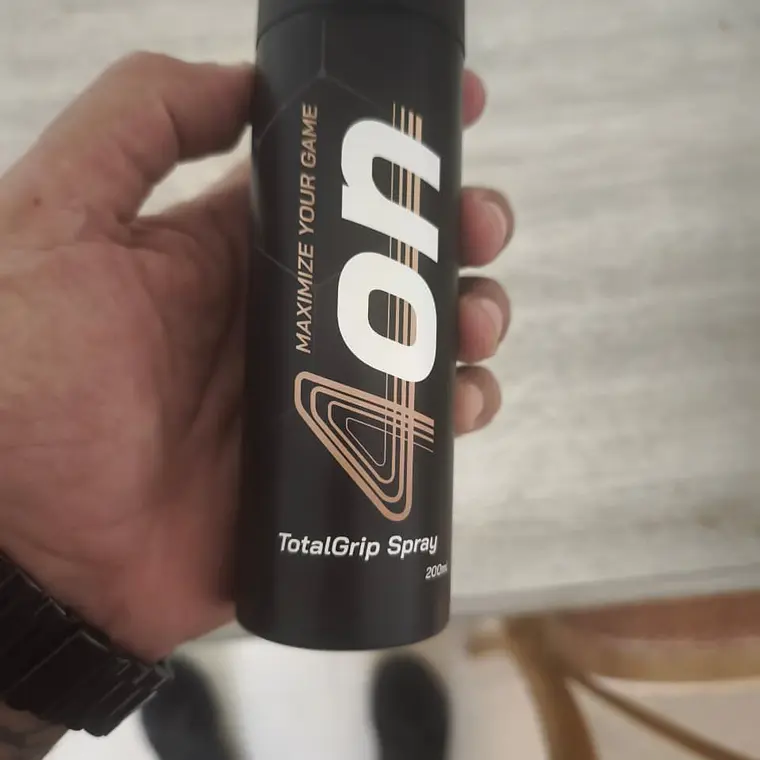 4on
MAXIMIZE YOUR GAME
TotalGrip Spray
200ml